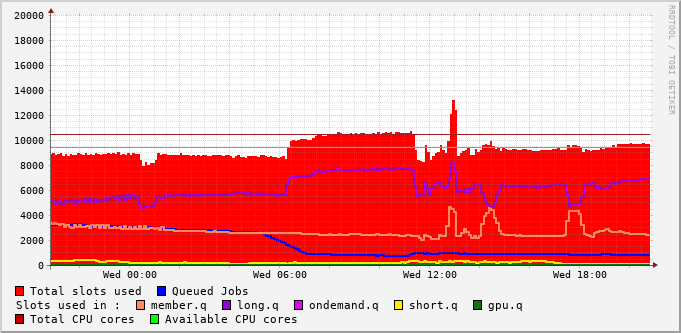 RRDTOOL / TOBI OETIKER
20000
18000
16000
14000
12000
10000
8000
6000
4000
2000
0
Wed 00:00 Wed 06:00 Wed 12:00 Wed 18:00
Total slots used Queued Jobs
Slots used in : member.q long.q ondemand.q short.q gpu.q
Total CPU cores Available CPU cores